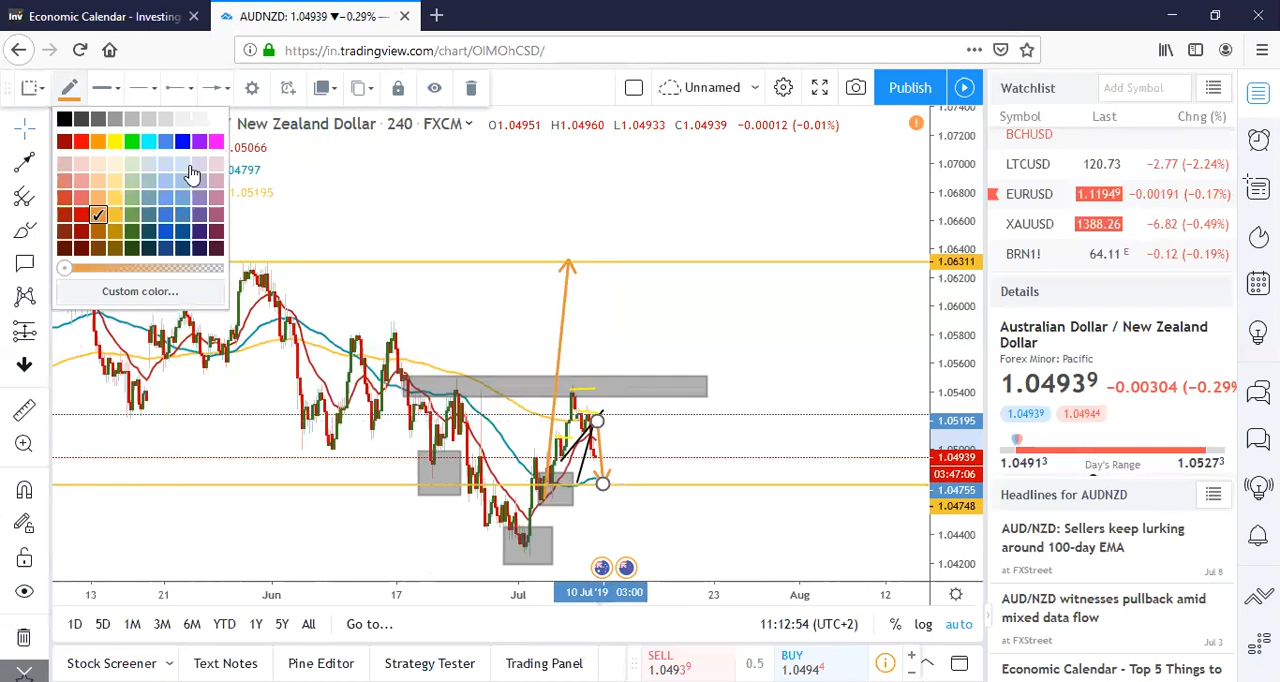 Economic Calendar - Investing
AUDNZD: 1.04939 ▼−0.29% —
https://in.tradingview.com/chart/OIMOhCSD/
Unnamed
Publish
New Zealand Dollar • 240 • FXCM
O1.04951 H1.04960 L1.04933 C1.04939 −0.00012 (−0.01%)
.05066
04797
1.05195
Custom color...
1.07400
1.07200
1.07000
1.06800
1.06600
1.06400
1.06311
1.06200
1.06000
1.05800
1.05600
1.05400
1.05195
1.04939
03:47:06
1.04755
1.04748
1.04400
1.04200
13
Jun
17
Jul
10 Jul '19 03:00
23
Aug
12
1D 5D 1M 3M 6M YTD 1Y 5Y All Go to...
11:12:54 (UTC+2) % log auto
Stock Screener Text Notes Pine Editor Strategy Tester Trading Panel
SELL
1.04939
0.5
BUY
1.04944
Watchlist
Add Symbol
Symbol Last Chng (%)
BCHUSD
LTCUSD 120.73 −2.77 (−2.24%)
EURUSD 1.11949 −0.00191 (−0.17%)
XAUUSD 1388.26 −6.82 (−0.49%)
BRN1! 64.11 E −0.12 (−0.19%)
Details
Australian Dollar / New Zealand
Dollar
Forex Minor: Pacific
1.04939 −0.00304 (−0.29%
1.04939 1.04944
1.04913 Day's Range 1.05273
Headlines for AUDNZD
AUD/NZD: Sellers keep lurking
around 100-day EMA
at FXStreet Jul 8
AUD/NZD witnesses pullback amid
mixed data flow
at FXStreet Jul 3
Economic Calendar - Top 5 Things to